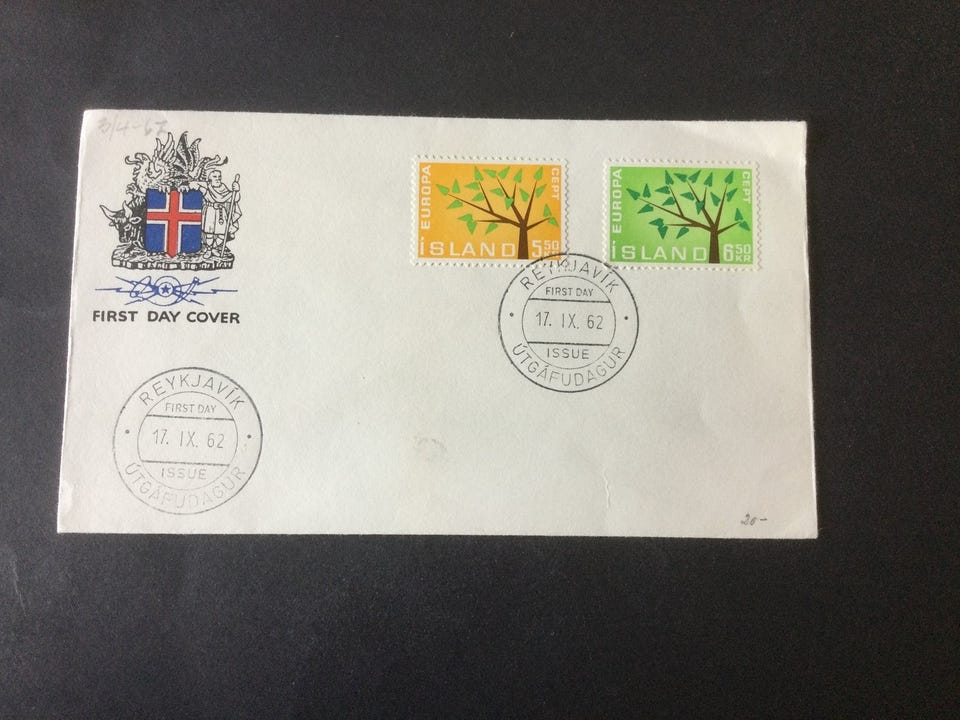 FIRST DAY COVER
EUROPA
CEPT
ÍSLAND 5.50
EUROPA
CEPT
ÍSLAND 6.50
KR
REYKJAVÍK
FIRST DAY
17. IX. 62
ISSUE
ÚTGÁFUDAGUR
REYKJAVÍK
FIRST DAY
17. IX. 62
ISSUE
ÚTGÁFUDAGUR
20-